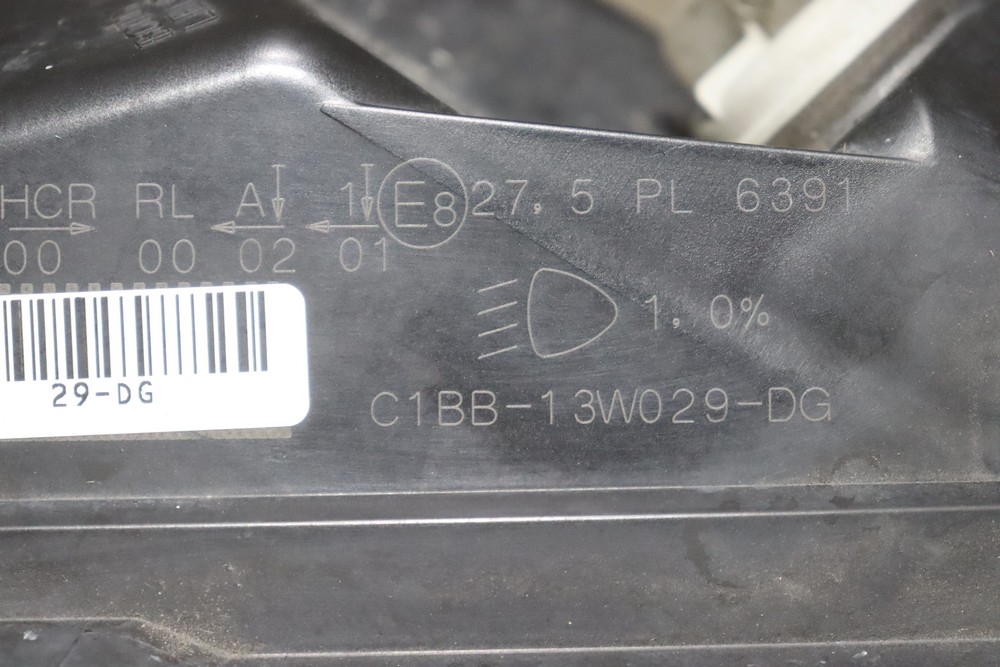 HCR RL A 1 E8 27,5 PL 6391
00 00 02 01
1,0%
29-DG
C1BB-13W029-DG